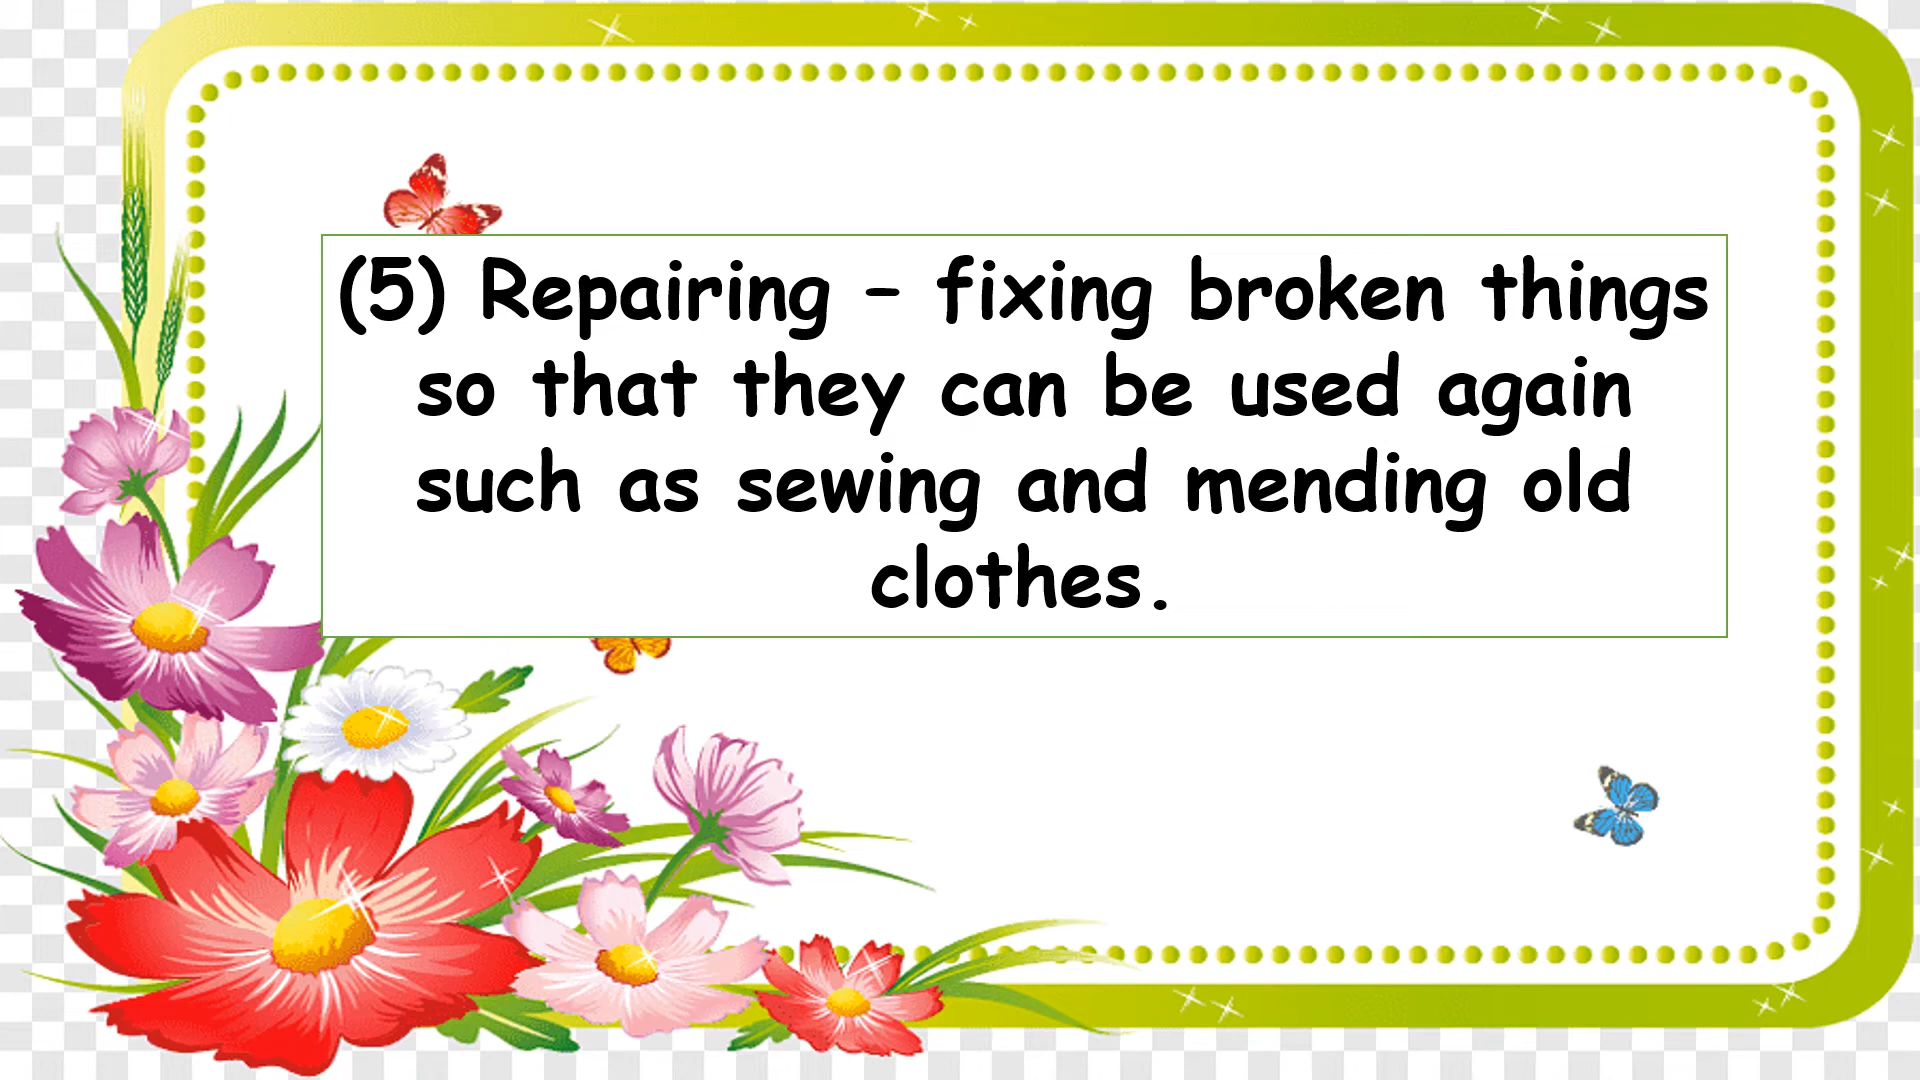 (5) Repairing – fixing broken things
so that they can be used again
such as sewing and mending old
clothes.